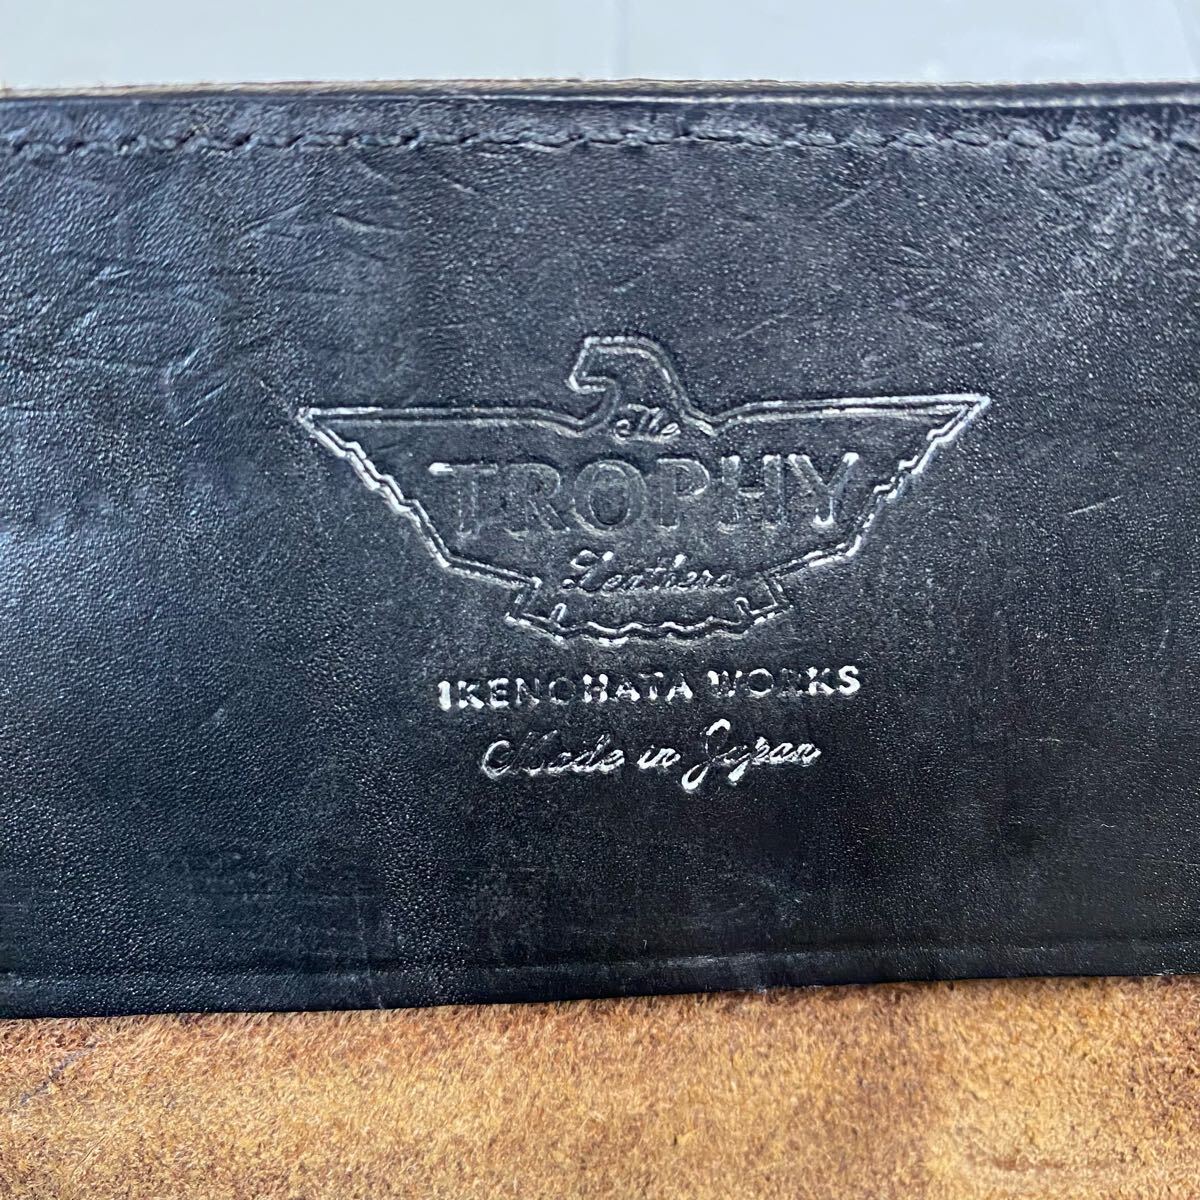 The
TROPHY
Leathers
IKENOHATA WORKS
Made in Japan